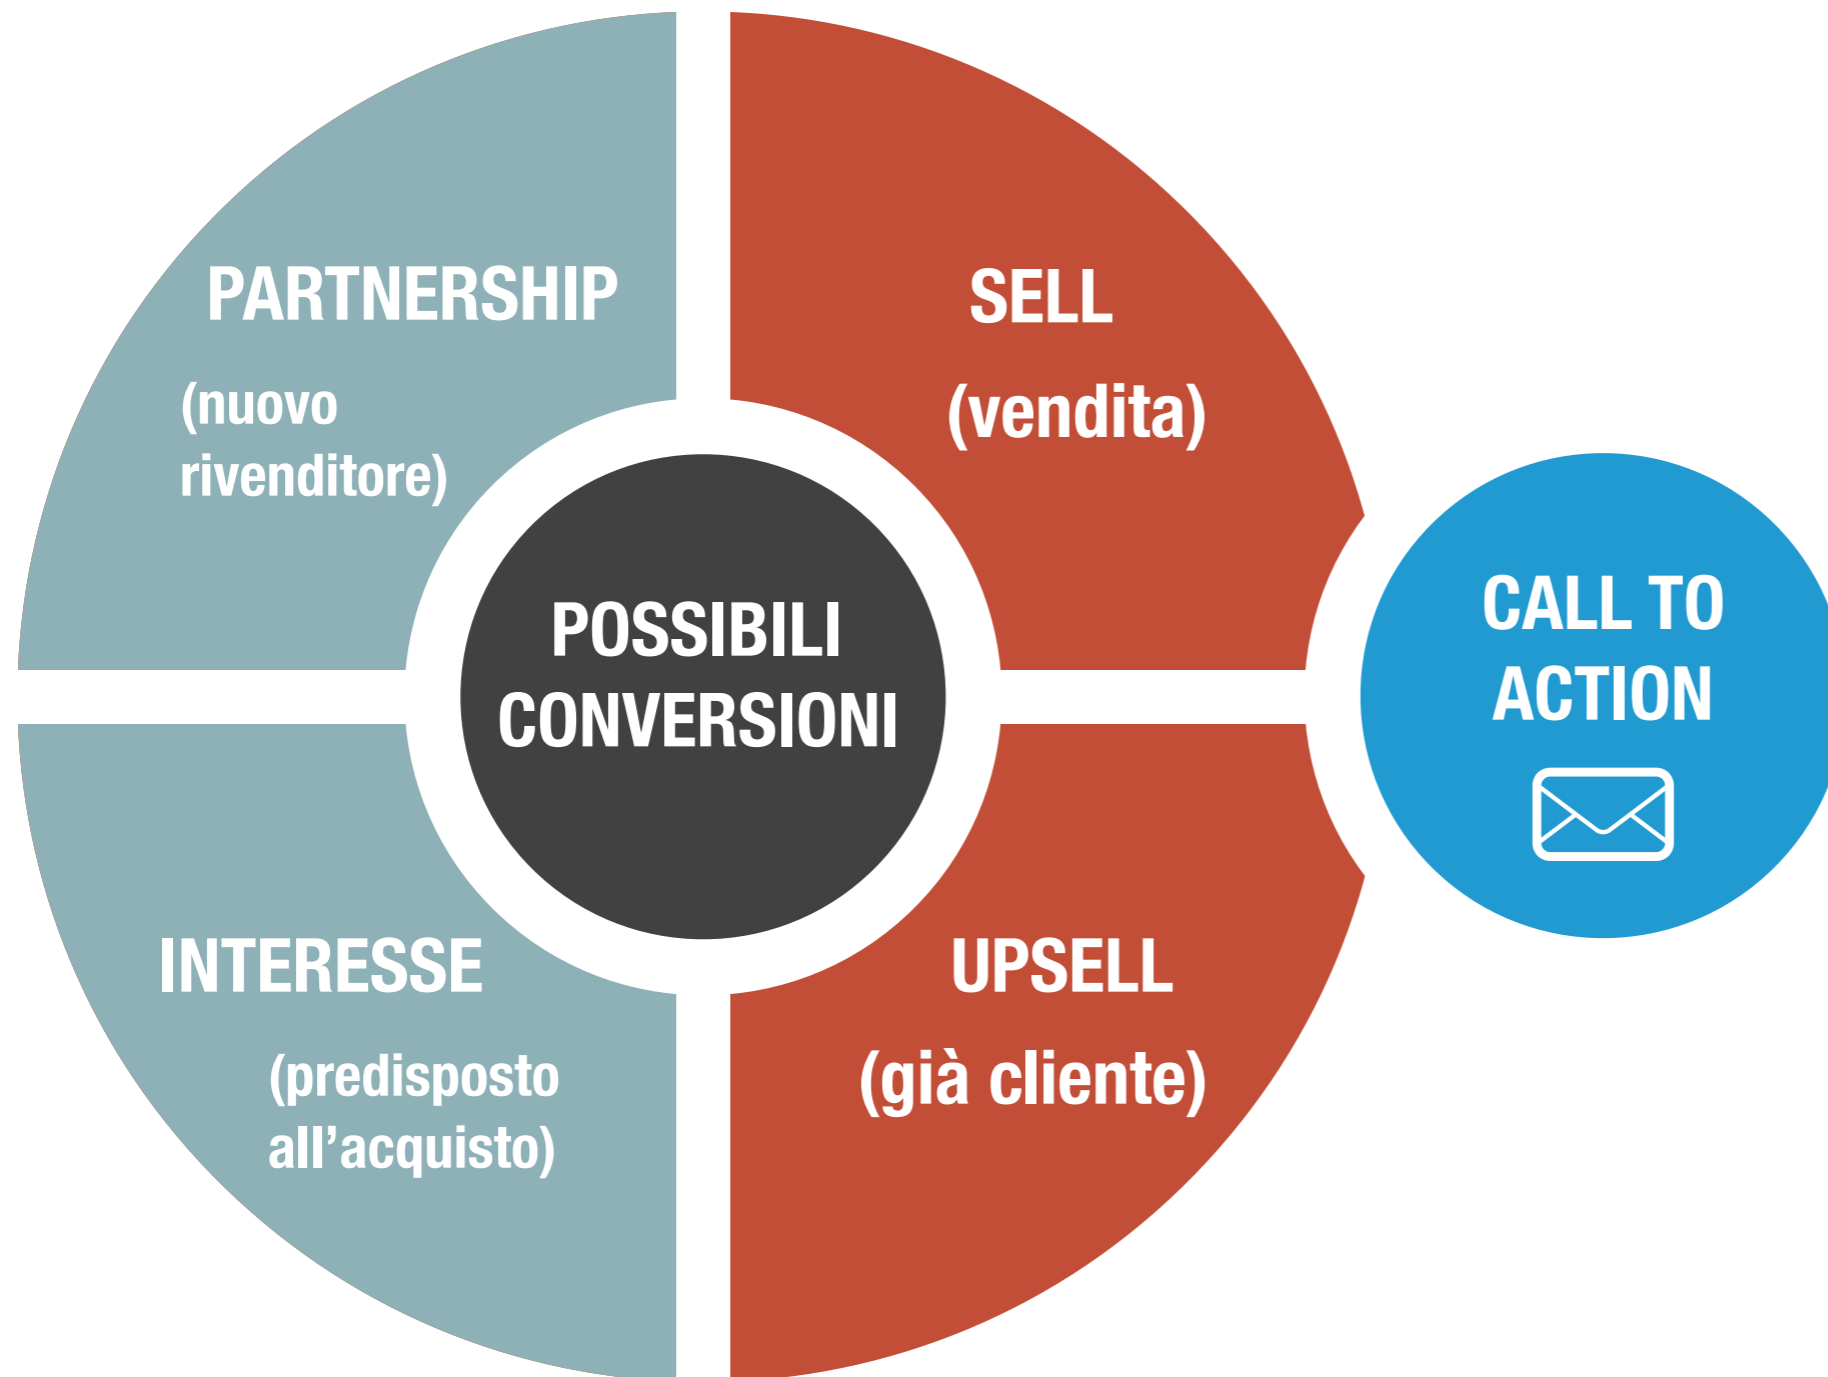 PARTNERSHIP
(nuovo
rivenditore)
SELL
(vendita)
POSSIBILI
CONVERSIONI
CALL TO
ACTION
INTERESSE
(predisposto
all’acquisto)
UPSELL
(già cliente)